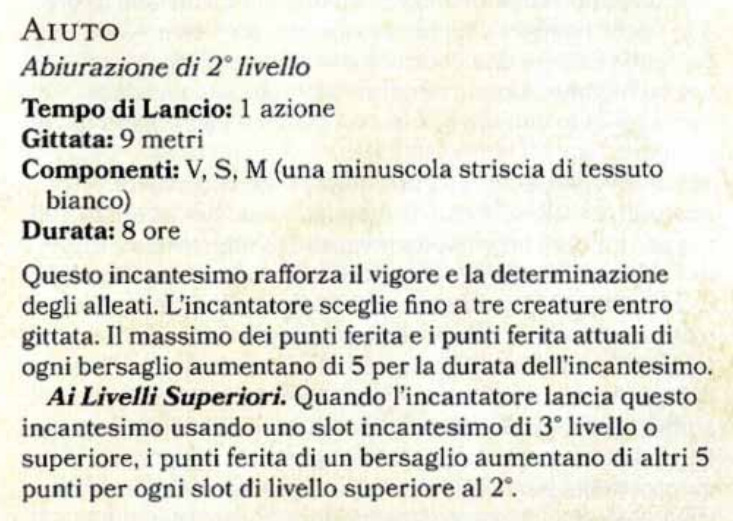 AIUTO
Abiurazione di 2° livello
Tempo di Lancio: 1 azione
Gittata: 9 metri
Componenti: V, S, M (una minuscola striscia di tessuto
bianco)
Durata: 8 ore
Questo incantesimo rafforza il vigore e la determinazione
degli alleati. L'incantatore sceglie fino a tre creature entro
gittata. Il massimo dei punti ferita e i punti ferita attuali di
ogni bersaglio aumentano di 5 per la durata dell'incantesimo.
Ai Livelli Superiori. Quando l'incantatore lancia questo
incantesimo usando uno slot incantesimo di 3° livello o
superiore, i punti ferita di un bersaglio aumentano di altri 5
punti per ogni slot di livello superiore al 2°.